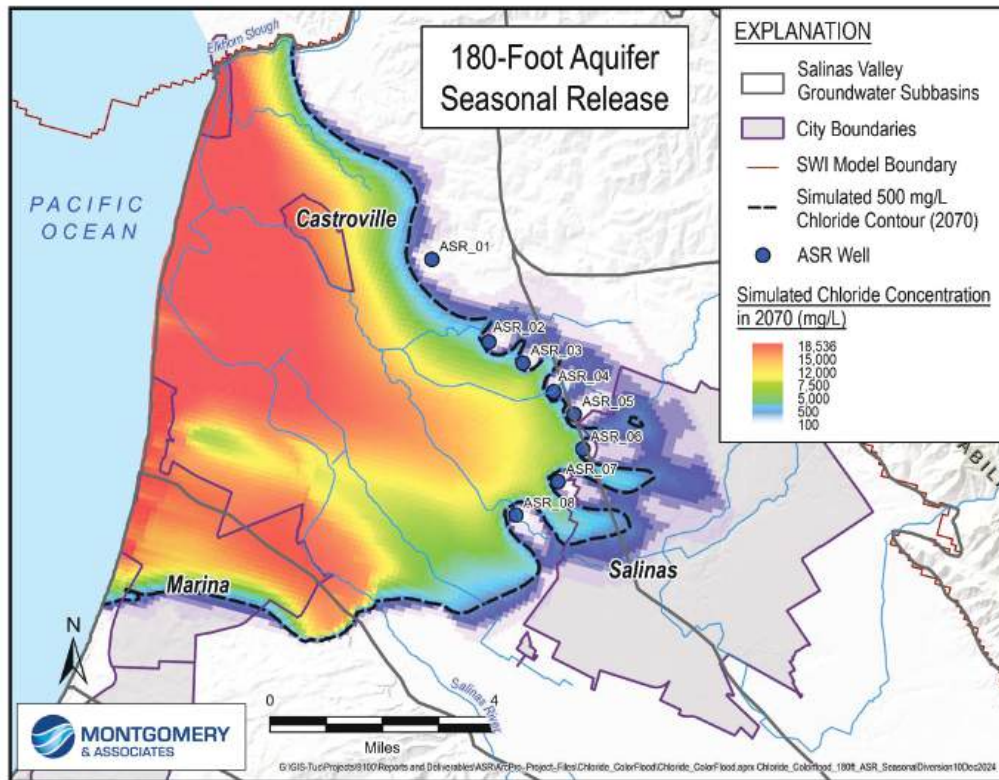 180-Foot Aquifer
Seasonal Release
EXPLANATION
Salinas Valley
Groundwater Subbasins
City Boundaries
SWI Model Boundary
Simulated 500 mg/L
Chloride Contour (2070)
ASR Well
Simulated Chloride Concentration
in 2070 (mg/L)
18,536
15,000
12,000
7,500
5,000
500
100
Elkhorn Slough
PACIFIC
OCEAN
Castroville
ASR_01
ASR_02
ASR_03
ASR_04
ASR_05
ASR_06
ASR_07
ASR_08
Salinas
Marina
Salinas
River
ABIL
N
0 4
Miles
MONTGOMERY
& ASSOCIATES